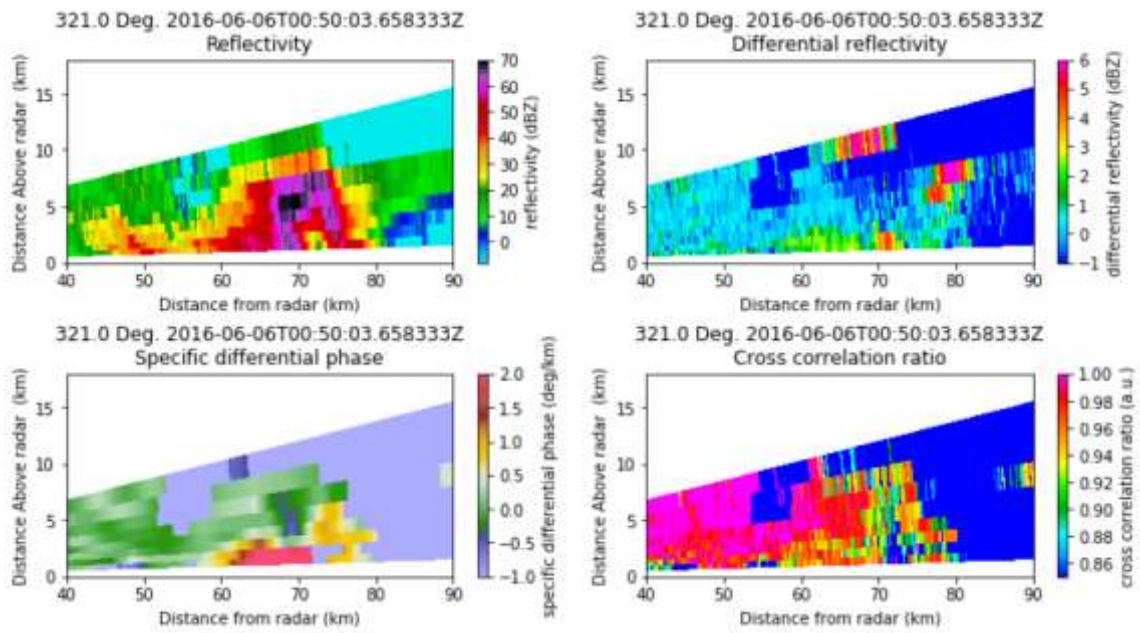 321.0 Deg. 2016-06-06T00:50:03.658333Z
Reflectivity
Distance Above radar (km)
15
10
5
0
40 50 60 70 80 90
Distance from radar (km)
70
60
50
40
30
20
10
0
reflectivity (dBZ)
321.0 Deg. 2016-06-06T00:50:03.658333Z
Differential reflectivity
Distance Above radar (km)
15
10
5
0
40 50 60 70 80 90
Distance from radar (km)
6
5
4
3
2
1
0
−1
differential reflectivity (dBZ)
321.0 Deg. 2016-06-06T00:50:03.658333Z
Specific differential phase
Distance Above radar (km)
15
10
5
0
40 50 60 70 80 90
Distance from radar (km)
2.0
1.5
1.0
0.5
0.0
−0.5
−1.0
specific differential phase (deg/km)
321.0 Deg. 2016-06-06T00:50:03.658333Z
Cross correlation ratio
Distance Above radar (km)
15
10
5
0
40 50 60 70 80 90
Distance from radar (km)
1.00
0.98
0.96
0.94
0.92
0.90
0.88
0.86
cross correlation ratio (a.u.)